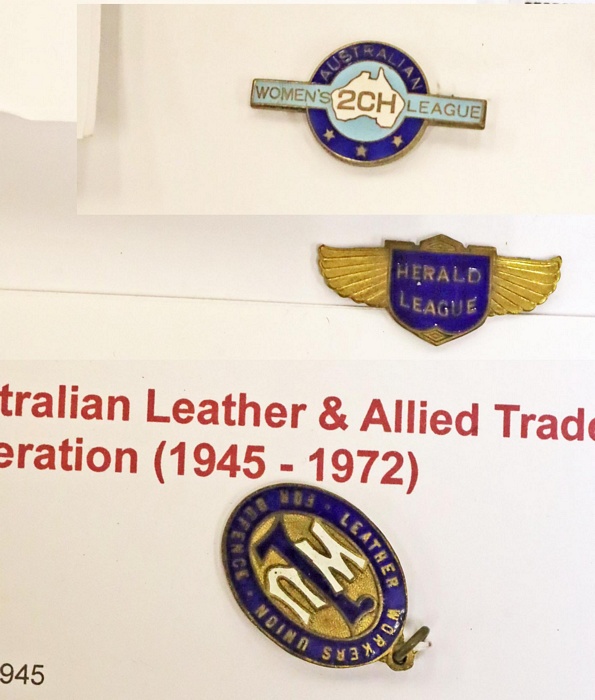 AUSTRALIAN
WOMEN'S 2CH LEAGUE
HERALD
LEAGUE
tralian Leather & Allied Trade
eration (1945 - 1972)
LEATHER WORKERS UNION · FOR DEFENCE ·
L W U
945